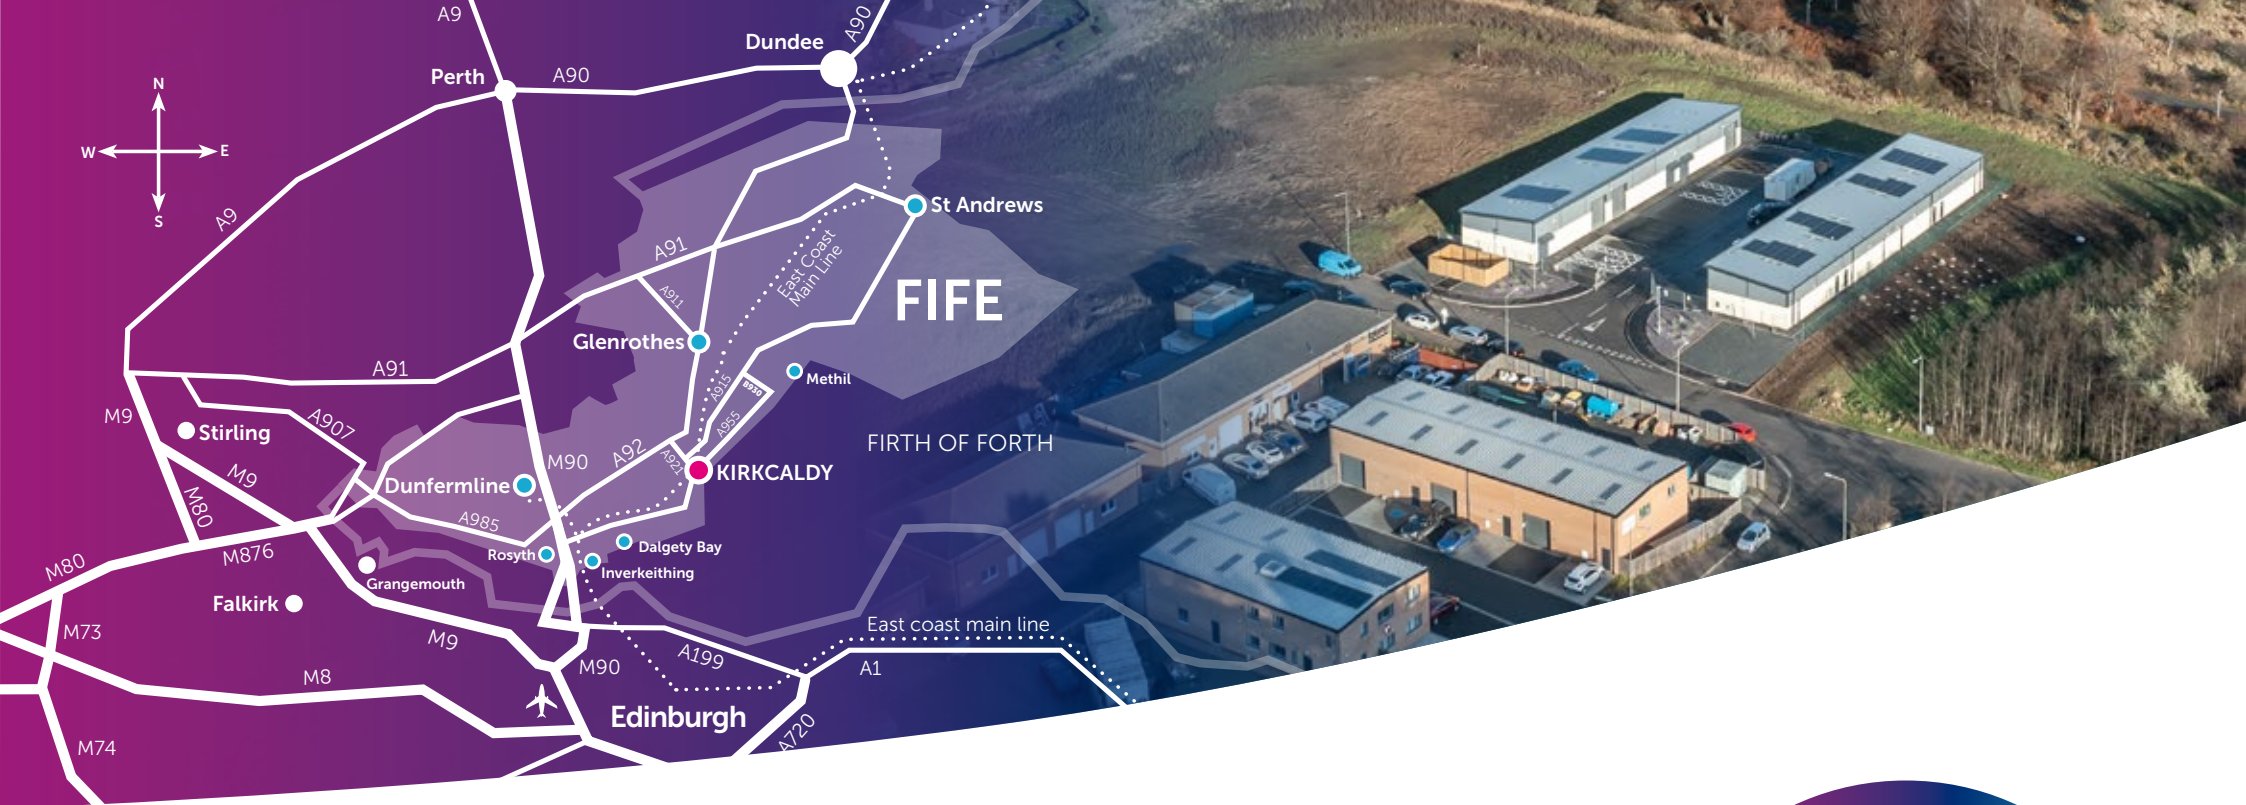 A9
A90
Dundee
Perth
A90
N
W
E
S
A9
St Andrews
A91
East Coast
Main Line
A911
FIFE
Glenrothes
A91
Methil
A915
B930
M9
A907
Stirling
A955
FIRTH OF FORTH
A92
M90
A921
KIRKCALDY
M9
Dunfermline
M80
A985
M876
Rosyth
Dalgety Bay
M80
Inverkeithing
Grangemouth
Falkirk
M73
East coast main line
M9
A199
M90
A1
M8
Edinburgh
A720
M74